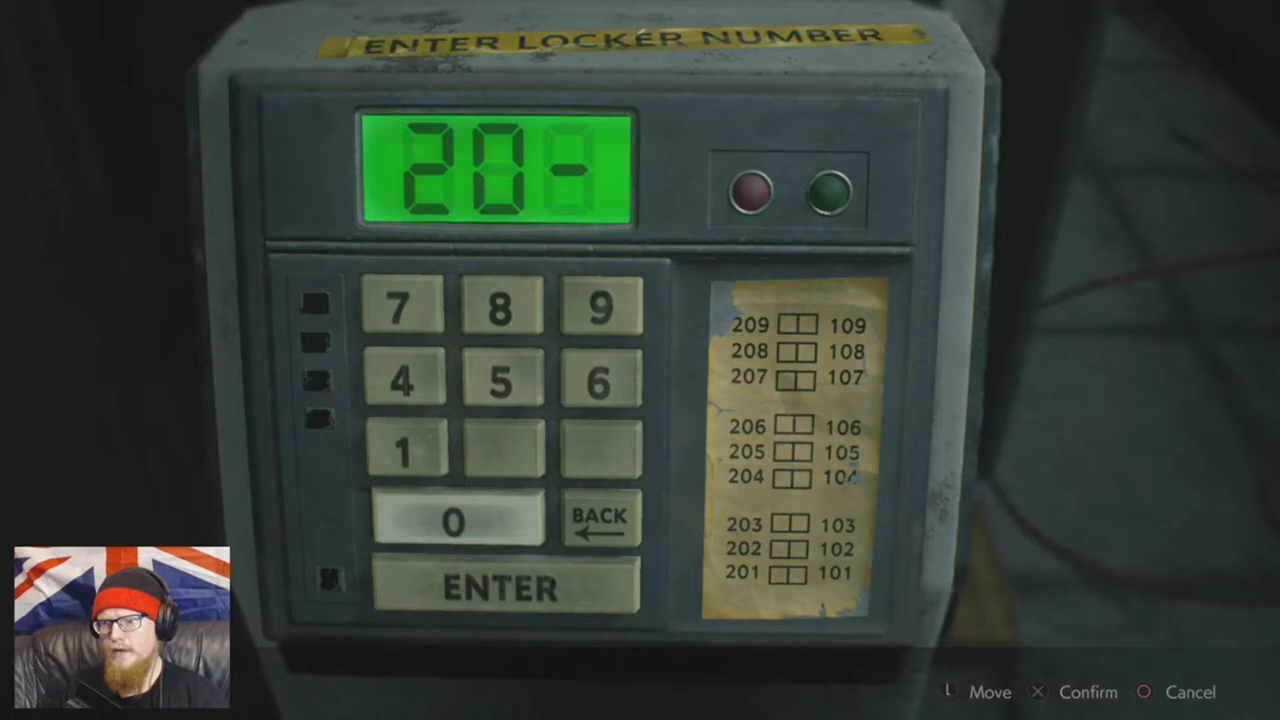 ENTER LOCKER NUMBER
20-
7 8 9
4 5 6
1
0 BACK
ENTER
209 109
208 108
207 107
206 106
205 105
204 104
203 103
202 102
201 101
L Move X Confirm O Cancel